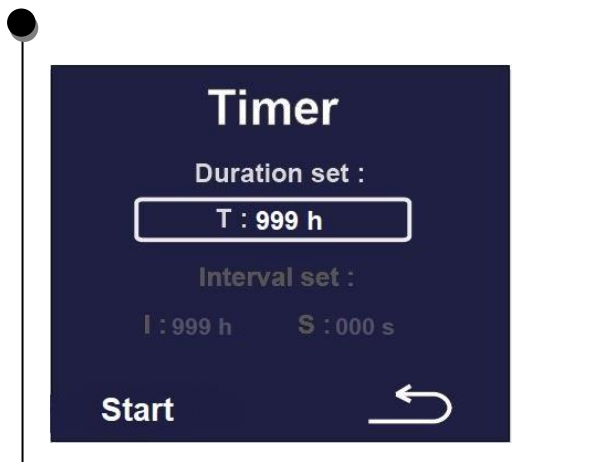 Timer
Duration set :
T : 999 h
Interval set :
I : 999 h S : 000 s
Start